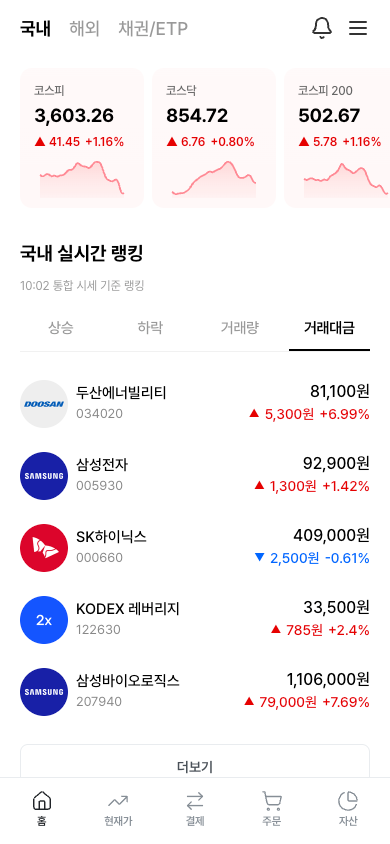 국내 해외 채권/ETP
코스피
3,603.26
▲ 41.45 +1.16%
코스닥
854.72
▲ 6.76 +0.80%
코스피 200
502.67
▲ 5.78 +1.16%
국내 실시간 랭킹
10:02 통합 시세 기준 랭킹
상승 하락 거래량 거래대금
DOOSAN
두산에너빌리티
034020
81,100원
▲ 5,300원 +6.99%
SAMSUNG
삼성전자
005930
92,900원
▲ 1,300원 +1.42%
SK하이닉스
000660
409,000원
▼ 2,500원 -0.61%
2x
KODEX 레버리지
122630
33,500원
▲ 785원 +2.4%
SAMSUNG
삼성바이오로직스
207940
1,106,000원
▲ 79,000원 +7.69%
더보기
홈 현재가 결제 주문 자산